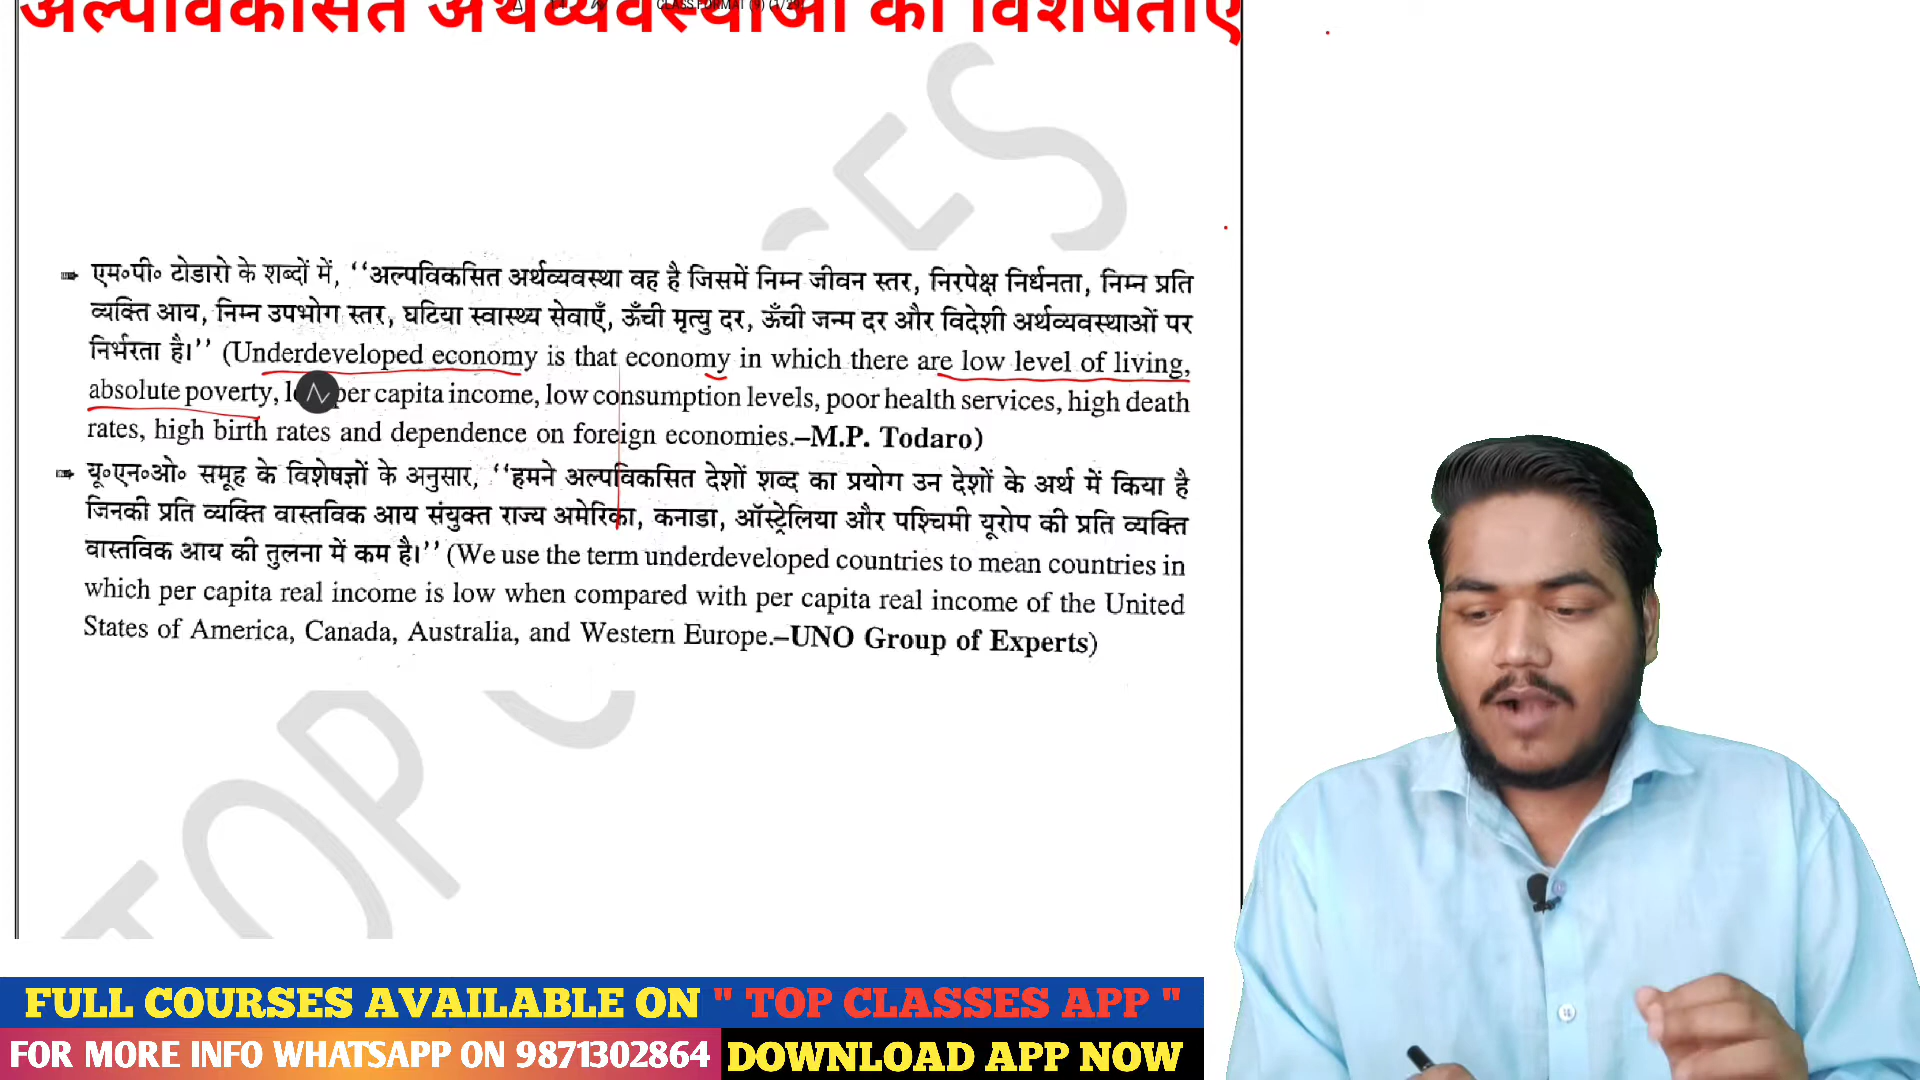 अल्पविकसित अर्थव्यवस्थाओं की विशेषताएँ
CLASS FORMAT (9) (1/29)
एम०पी० टोडारो के शब्दों में, ‘‘अल्पविकसित अर्थव्यवस्था वह है जिसमें निम्न जीवन स्तर, निरपेक्ष निर्धनता, निम्न प्रति
व्यक्ति आय, निम्न उपभोग स्तर, घटिया स्वास्थ्य सेवाएँ, ऊँची मृत्यु दर, ऊँची जन्म दर और विदेशी अर्थव्यवस्थाओं पर
निर्भरता है।’’ (Underdeveloped economy is that economy in which there are low level of living,
absolute poverty, per capita income, low consumption levels, poor health services, high death
rates, high birth rates and dependence on foreign economies.–M.P. Todaro)
यू०एन०ओ० समूह के विशेषज्ञों के अनुसार, ‘‘हमने अल्पविकसित देशों शब्द का प्रयोग उन देशों के अर्थ में किया है
जिनकी प्रति व्यक्ति वास्तविक आय संयुक्त राज्य अमेरिका, कनाडा, ऑस्ट्रेलिया और पश्चिमी यूरोप की प्रति व्यक्ति
वास्तविक आय की तुलना में कम है।’’ (We use the term underdeveloped countries to mean countries in
which per capita real income is low when compared with per capita real income of the United
States of America, Canada, Australia, and Western Europe.–UNO Group of Experts)
FULL COURSES AVAILABLE ON " TOP CLASSES APP "
FOR MORE INFO WHATSAPP ON 9871302864 DOWNLOAD APP NOW